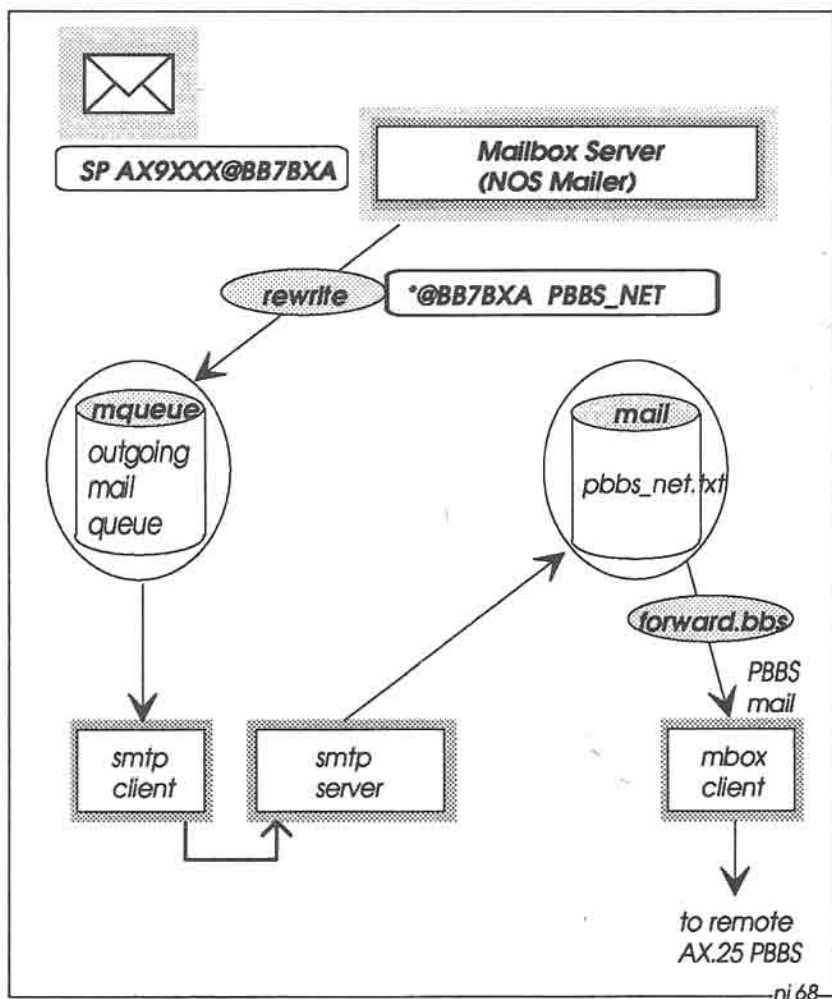 SP AX9XXX@BB7BXA
Mailbox Server
(NOS Mailer)
rewrite
*@BB7BXA PBBS_NET
mqueue
outgoing
mail
queue
mail
pbbs_net.txt
forward.bbs
PBBS
mail
smtp
client
smtp
server
mbox
client
to remote
AX.25 PBBS
ni 68